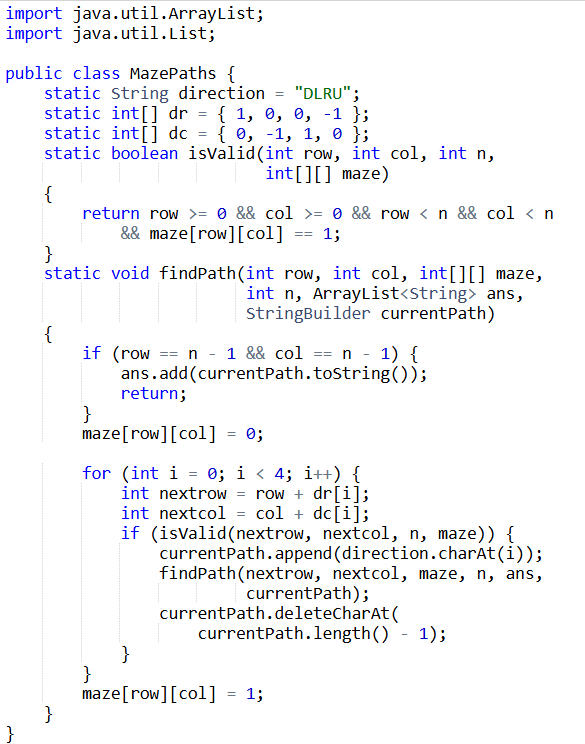 import java.util.ArrayList;
import java.util.List;

public class MazePaths {
    static String direction = "DLRU";
    static int[] dr = { 1, 0, 0, -1 };
    static int[] dc = { 0, -1, 1, 0 };
    static boolean isValid(int row, int col, int n,
                           int[][] maze)
    {
        return row >= 0 && col >= 0 && row < n && col < n
            && maze[row][col] == 1;
    }
    static void findPath(int row, int col, int[][] maze,
                         int n, ArrayList<String> ans,
                         StringBuilder currentPath)
    {
        if (row == n - 1 && col == n - 1) {
            ans.add(currentPath.toString());
            return;
        }
        maze[row][col] = 0;

        for (int i = 0; i < 4; i++) {
            int nextrow = row + dr[i];
            int nextcol = col + dc[i];
            if (isValid(nextrow, nextcol, n, maze)) {
                currentPath.append(direction.charAt(i));
                findPath(nextrow, nextcol, maze, n, ans,
                         currentPath);
                currentPath.deleteCharAt(
                    currentPath.length() - 1);
            }
        }
        maze[row][col] = 1;
    }
}